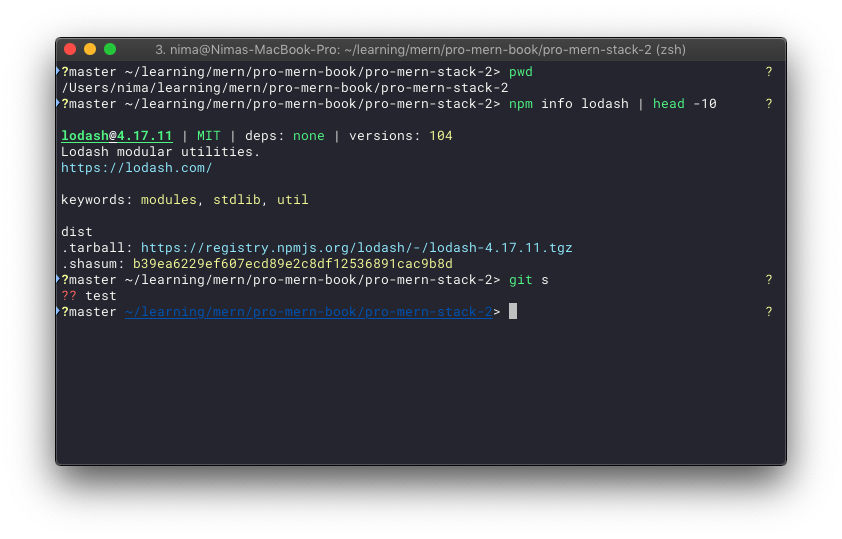 3. nima@Nimas-MacBook-Pro: ~/learning/mern/pro-mern-book/pro-mern-stack-2 (zsh)
?master ~/learning/mern/pro-mern-book/pro-mern-stack-2> pwd ?
/Users/nima/learning/mern/pro-mern-book/pro-mern-stack-2
?master ~/learning/mern/pro-mern-book/pro-mern-stack-2> npm info lodash | head -10 ?
lodash@4.17.11 | MIT | deps: none | versions: 104
Lodash modular utilities.
https://lodash.com/
keywords: modules, stdlib, util
dist
.tarball: https://registry.npmjs.org/lodash/-/lodash-4.17.11.tgz
.shasum: b39ea6229ef607ecd89e2c8df12536891cac9b8d
?master ~/learning/mern/pro-mern-book/pro-mern-stack-2> git s ?
?? test
?master ~/learning/mern/pro-mern-book/pro-mern-stack-2> ?